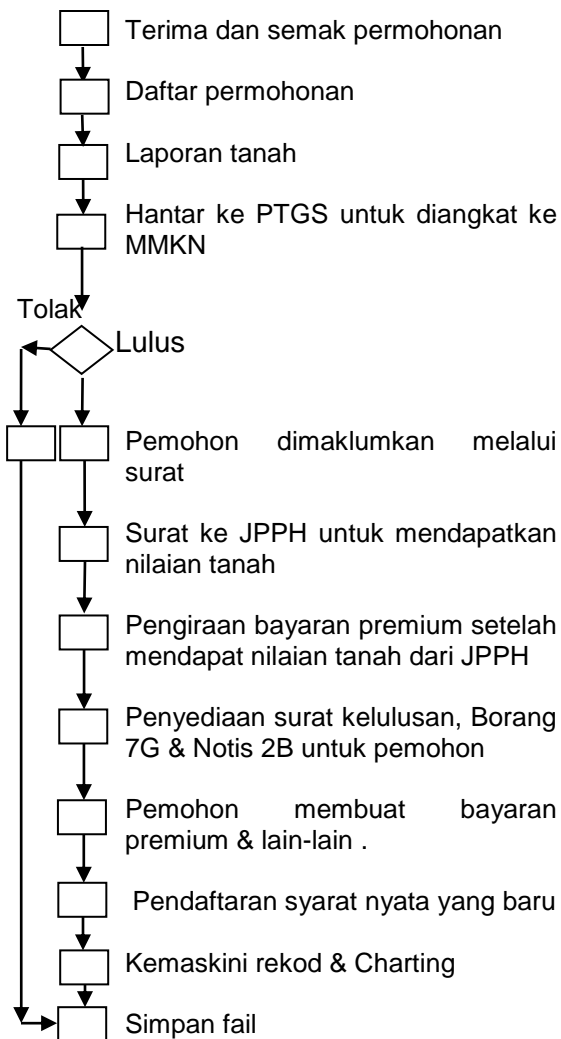 Terima dan semak permohonan
Daftar permohonan
Laporan tanah
Hantar ke PTGS untuk diangkat ke
MMKN
Tolak
Lulus
Pemohon dimaklumkan melalui
surat
Surat ke JPPH untuk mendapatkan
nilaian tanah
Pengiraan bayaran premium setelah
mendapat nilaian tanah dari JPPH
Penyediaan surat kelulusan, Borang
7G & Notis 2B untuk pemohon
Pemohon membuat bayaran
premium & lain-lain .
Pendaftaran syarat nyata yang baru
Kemaskini rekod & Charting
Simpan fail